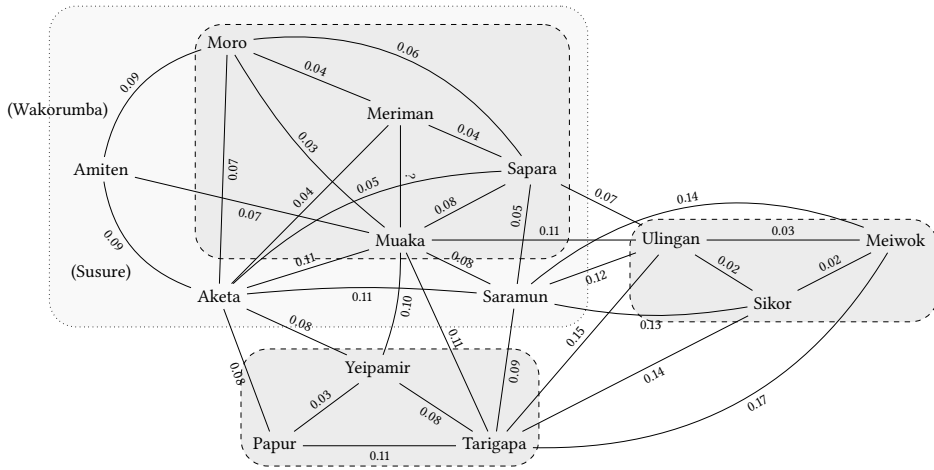 Moro
0.06
0.04
0.09
(Wakorumba)
Meriman
0.03
0.04
Amiten
0.07
0.04
0.05
?
Sapara
0.07
0.08
0.05
0.07
0.14
0.09
Muaka
0.11
Ulingan
0.03
Meiwok
(Susure)
0.11
0.08
0.12
0.02
0.02
Aketa
0.11
Saramun
Sikor
0.10
0.13
0.08
0.11
0.15
0.08
Yeipamir
0.09
0.14
0.03
0.08
0.17
Papur
0.11
Tarigapa